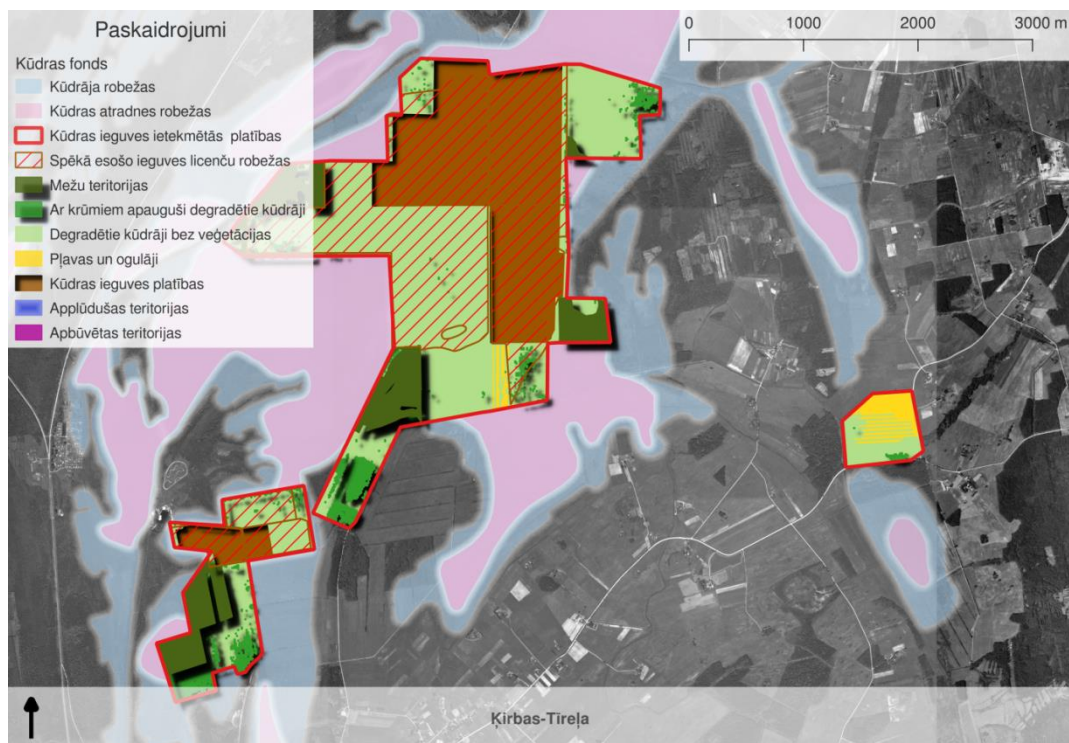 Paskaidrojumi
Kūdras fonds
Kūdrāja robežas
Kūdras atradnes robežas
Kūdras ieguves ietekmētās platības
Spēkā esošo ieguves licenču robežas
Mežu teritorijas
Ar krūmiem apauguši degradētie kūdrāji
Degradētie kūdrāji bez veģetācijas
Pļavas un ogulāji
Kūdras ieguves platības
Applūdušas teritorijas
Apbūvētas teritorijas
0 1000 2000 3000 m
Ķirbas-Tīreļa